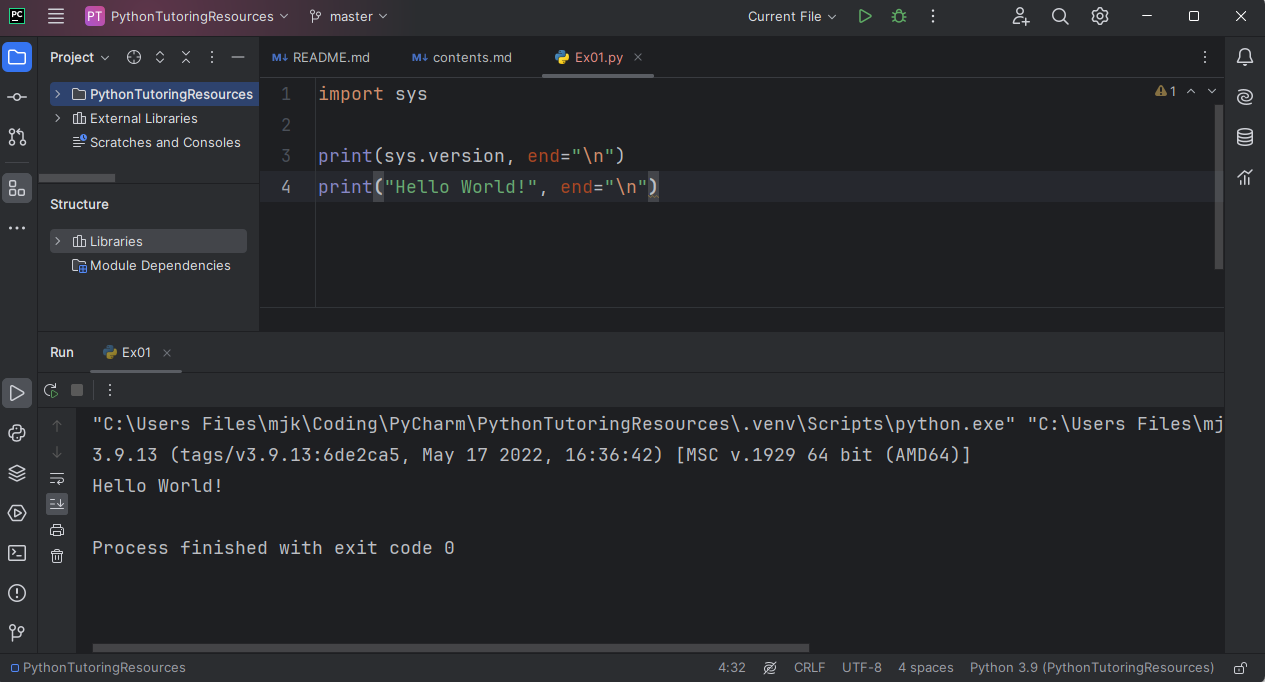 PC PT PythonTutoringResources master Current File
Project
PythonTutoringResources
External Libraries
Scratches and Consoles
Structure
Libraries
Module Dependencies
M↓ README.md M↓ contents.md Ex01.py
1 import sys
2
3 print(sys.version, end="\n")
4 print("Hello World!", end="\n")
1
Run Ex01
"C:\Users Files\mjk\Coding\PyCharm\PythonTutoringResources\.venv\Scripts\python.exe" "C:\Users Files\mj
3.9.13 (tags/v3.9.13:6de2ca5, May 17 2022, 16:36:42) [MSC v.1929 64 bit (AMD64)]
Hello World!
Process finished with exit code 0
PythonTutoringResources 4:32 CRLF UTF-8 4 spaces Python 3.9 (PythonTutoringResources)